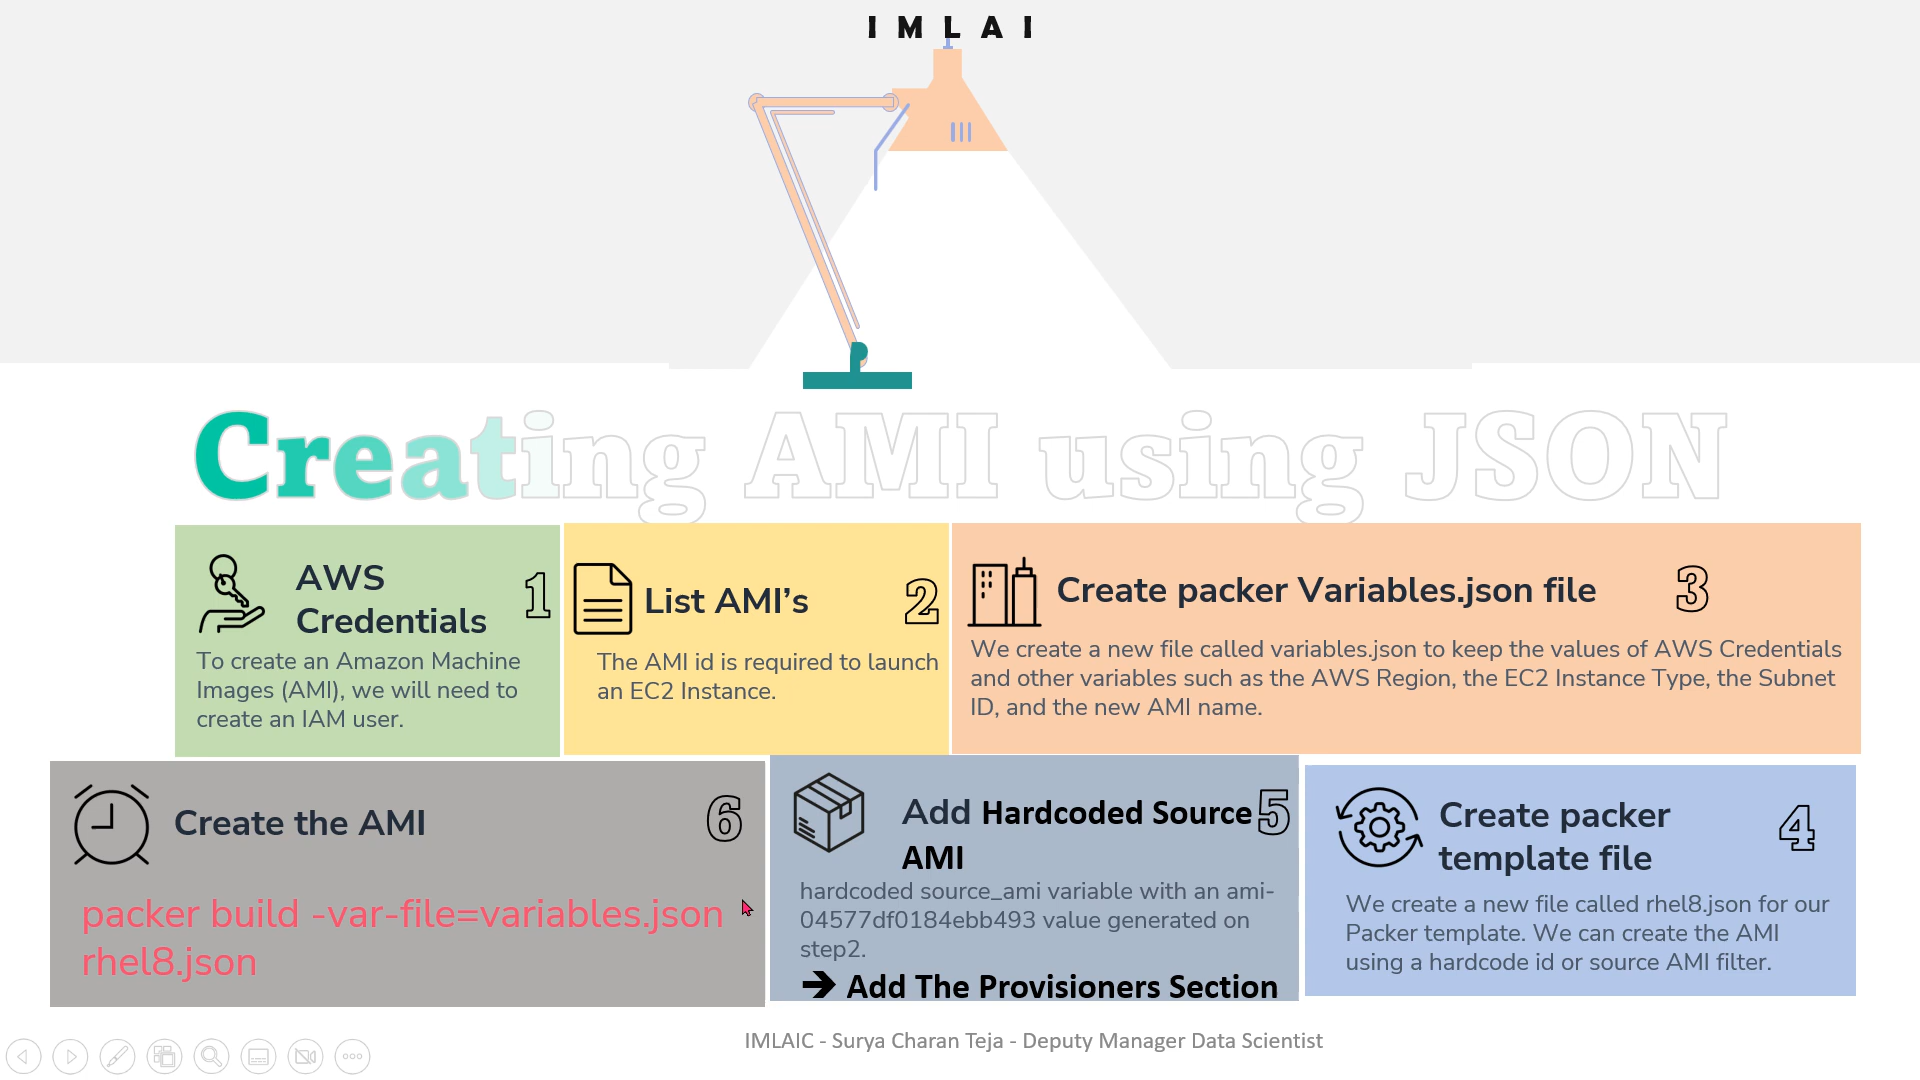 I M L A I
Creating AMI using JSON
AWS
Credentials
1
To create an Amazon Machine
Images (AMI), we will need to
create an IAM user.
List AMI’s
2
The AMI id is required to launch
an EC2 Instance.
Create packer Variables.json file
3
We create a new file called variables.json to keep the values of AWS Credentials
and other variables such as the AWS Region, the EC2 Instance Type, the Subnet
ID, and the new AMI name.
Create the AMI
6
packer build -var-file=variables.json
rhel8.json
Add Hardcoded Source
AMI
5
hardcoded source_ami variable with an ami-
04577df0184ebb493 value generated on
step2.
➔ Add The Provisioners Section
Create packer
template file
4
We create a new file called rhel8.json for our
Packer template. We can create the AMI
using a hardcode id or source AMI filter.
IMLAIC - Surya Charan Teja - Deputy Manager Data Scientist